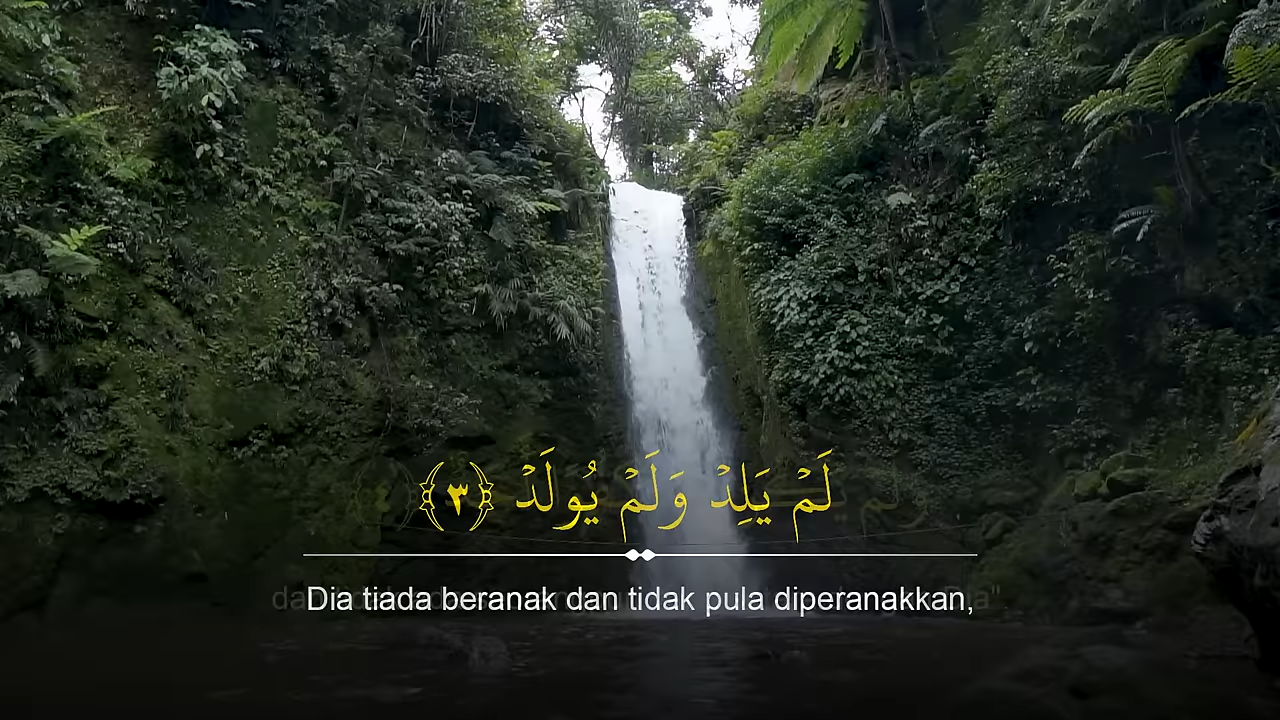 لَمْ يَلِدْ وَلَمْ يُولَدْ ﴿٣﴾
Dia tiada beranak dan tidak pula diperanakkan,